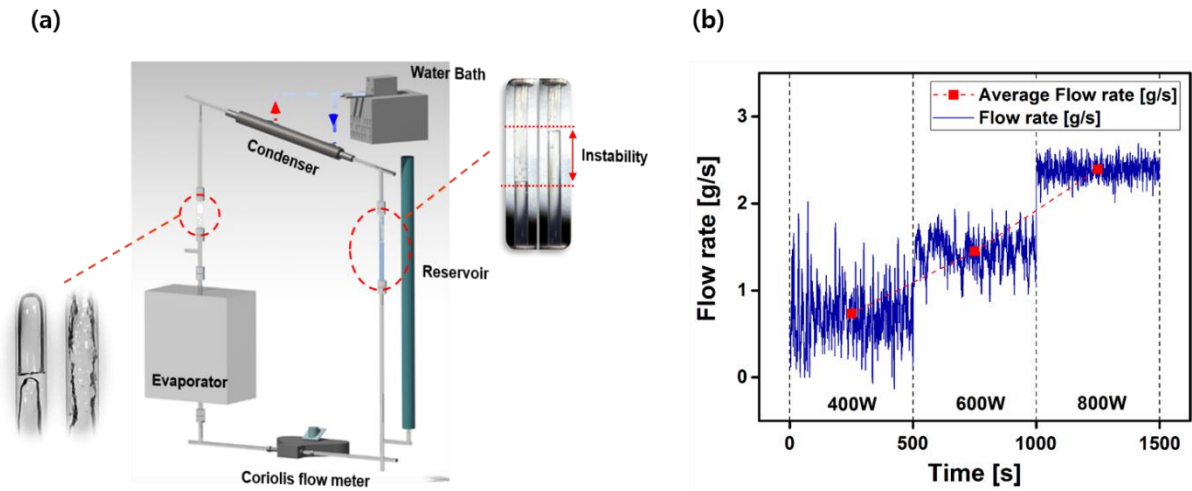 (a)
Water Bath
Condenser
Instability
Reservoir
Evaporator
Coriolis flow meter
(b)
Flow rate [g/s]
3
2
1
0
Average Flow rate [g/s]
Flow rate [g/s]
400W 600W 800W
0 500 1000 1500
Time [s]